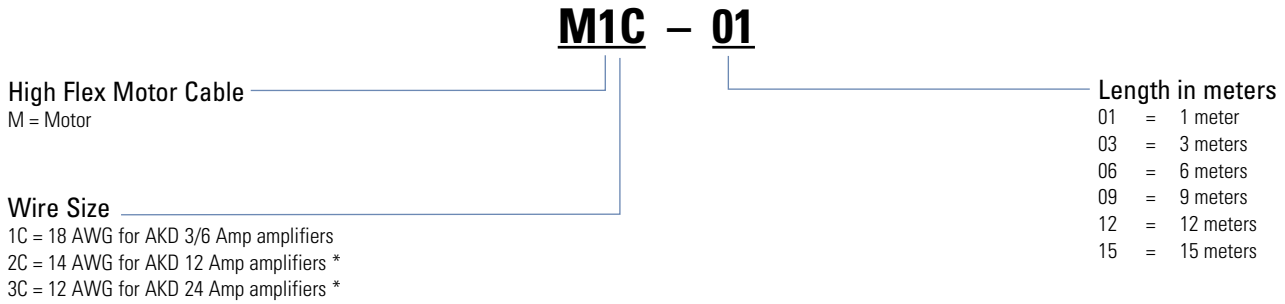 M1C – 01
High Flex Motor Cable
M = Motor
Wire Size
1C = 18 AWG for AKD 3/6 Amp amplifiers
2C = 14 AWG for AKD 12 Amp amplifiers *
3C = 12 AWG for AKD 24 Amp amplifiers *
Length in meters
01 = 1 meter
03 = 3 meters
06 = 6 meters
09 = 9 meters
12 = 12 meters
15 = 15 meters